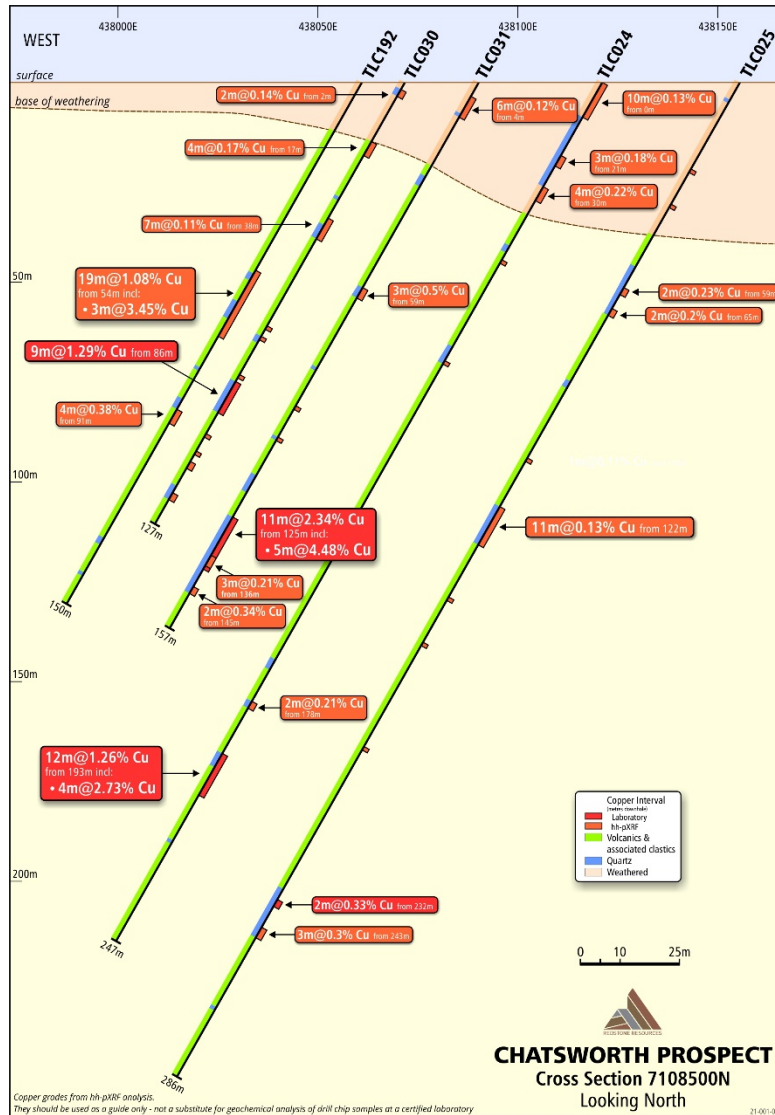 438000E
438050E
438100E
438150E
WEST
TLC192
TLC030
TLC031
TLC024
TLC025
surface
base of weathering
2m@0.14% Cu from 2m
6m@0.12% Cu
from 4m
10m@0.13% Cu
from 0m
4m@0.17% Cu from 17m
3m@0.18% Cu
from 21m
4m@0.22% Cu
from 30m
7m@0.11% Cu from 38m
50m
19m@1.08% Cu
from 54m incl:
• 3m@3.45% Cu
3m@0.5% Cu
from 59m
2m@0.23% Cu from 59m
2m@0.2% Cu from 65m
9m@1.29% Cu from 86m
4m@0.38% Cu
from 91m
100m
127m
11m@2.34% Cu
from 125m incl:
• 5m@4.48% Cu
11m@0.13% Cu from 122m
3m@0.21% Cu
from 136m
2m@0.34% Cu
from 145m
150m
157m
150m
2m@0.21% Cu
from 178m
12m@1.26% Cu
from 193m incl:
• 4m@2.73% Cu
Copper Interval
(metres downhole)
Laboratory
hh-pXRF
Volcanics &
associated clastics
Quartz
Weathered
200m
2m@0.33% Cu from 232m
3m@0.3% Cu from 243m
247m
0 10 25m
REDSTONE RESOURCES
286m
CHATSWORTH PROSPECT
Cross Section 7108500N
Looking North
Copper grades from hh-pXRF analysis.
They should be used as a guide only - not a substitute for geochemical analysis of drill chip samples at a certified laboratory